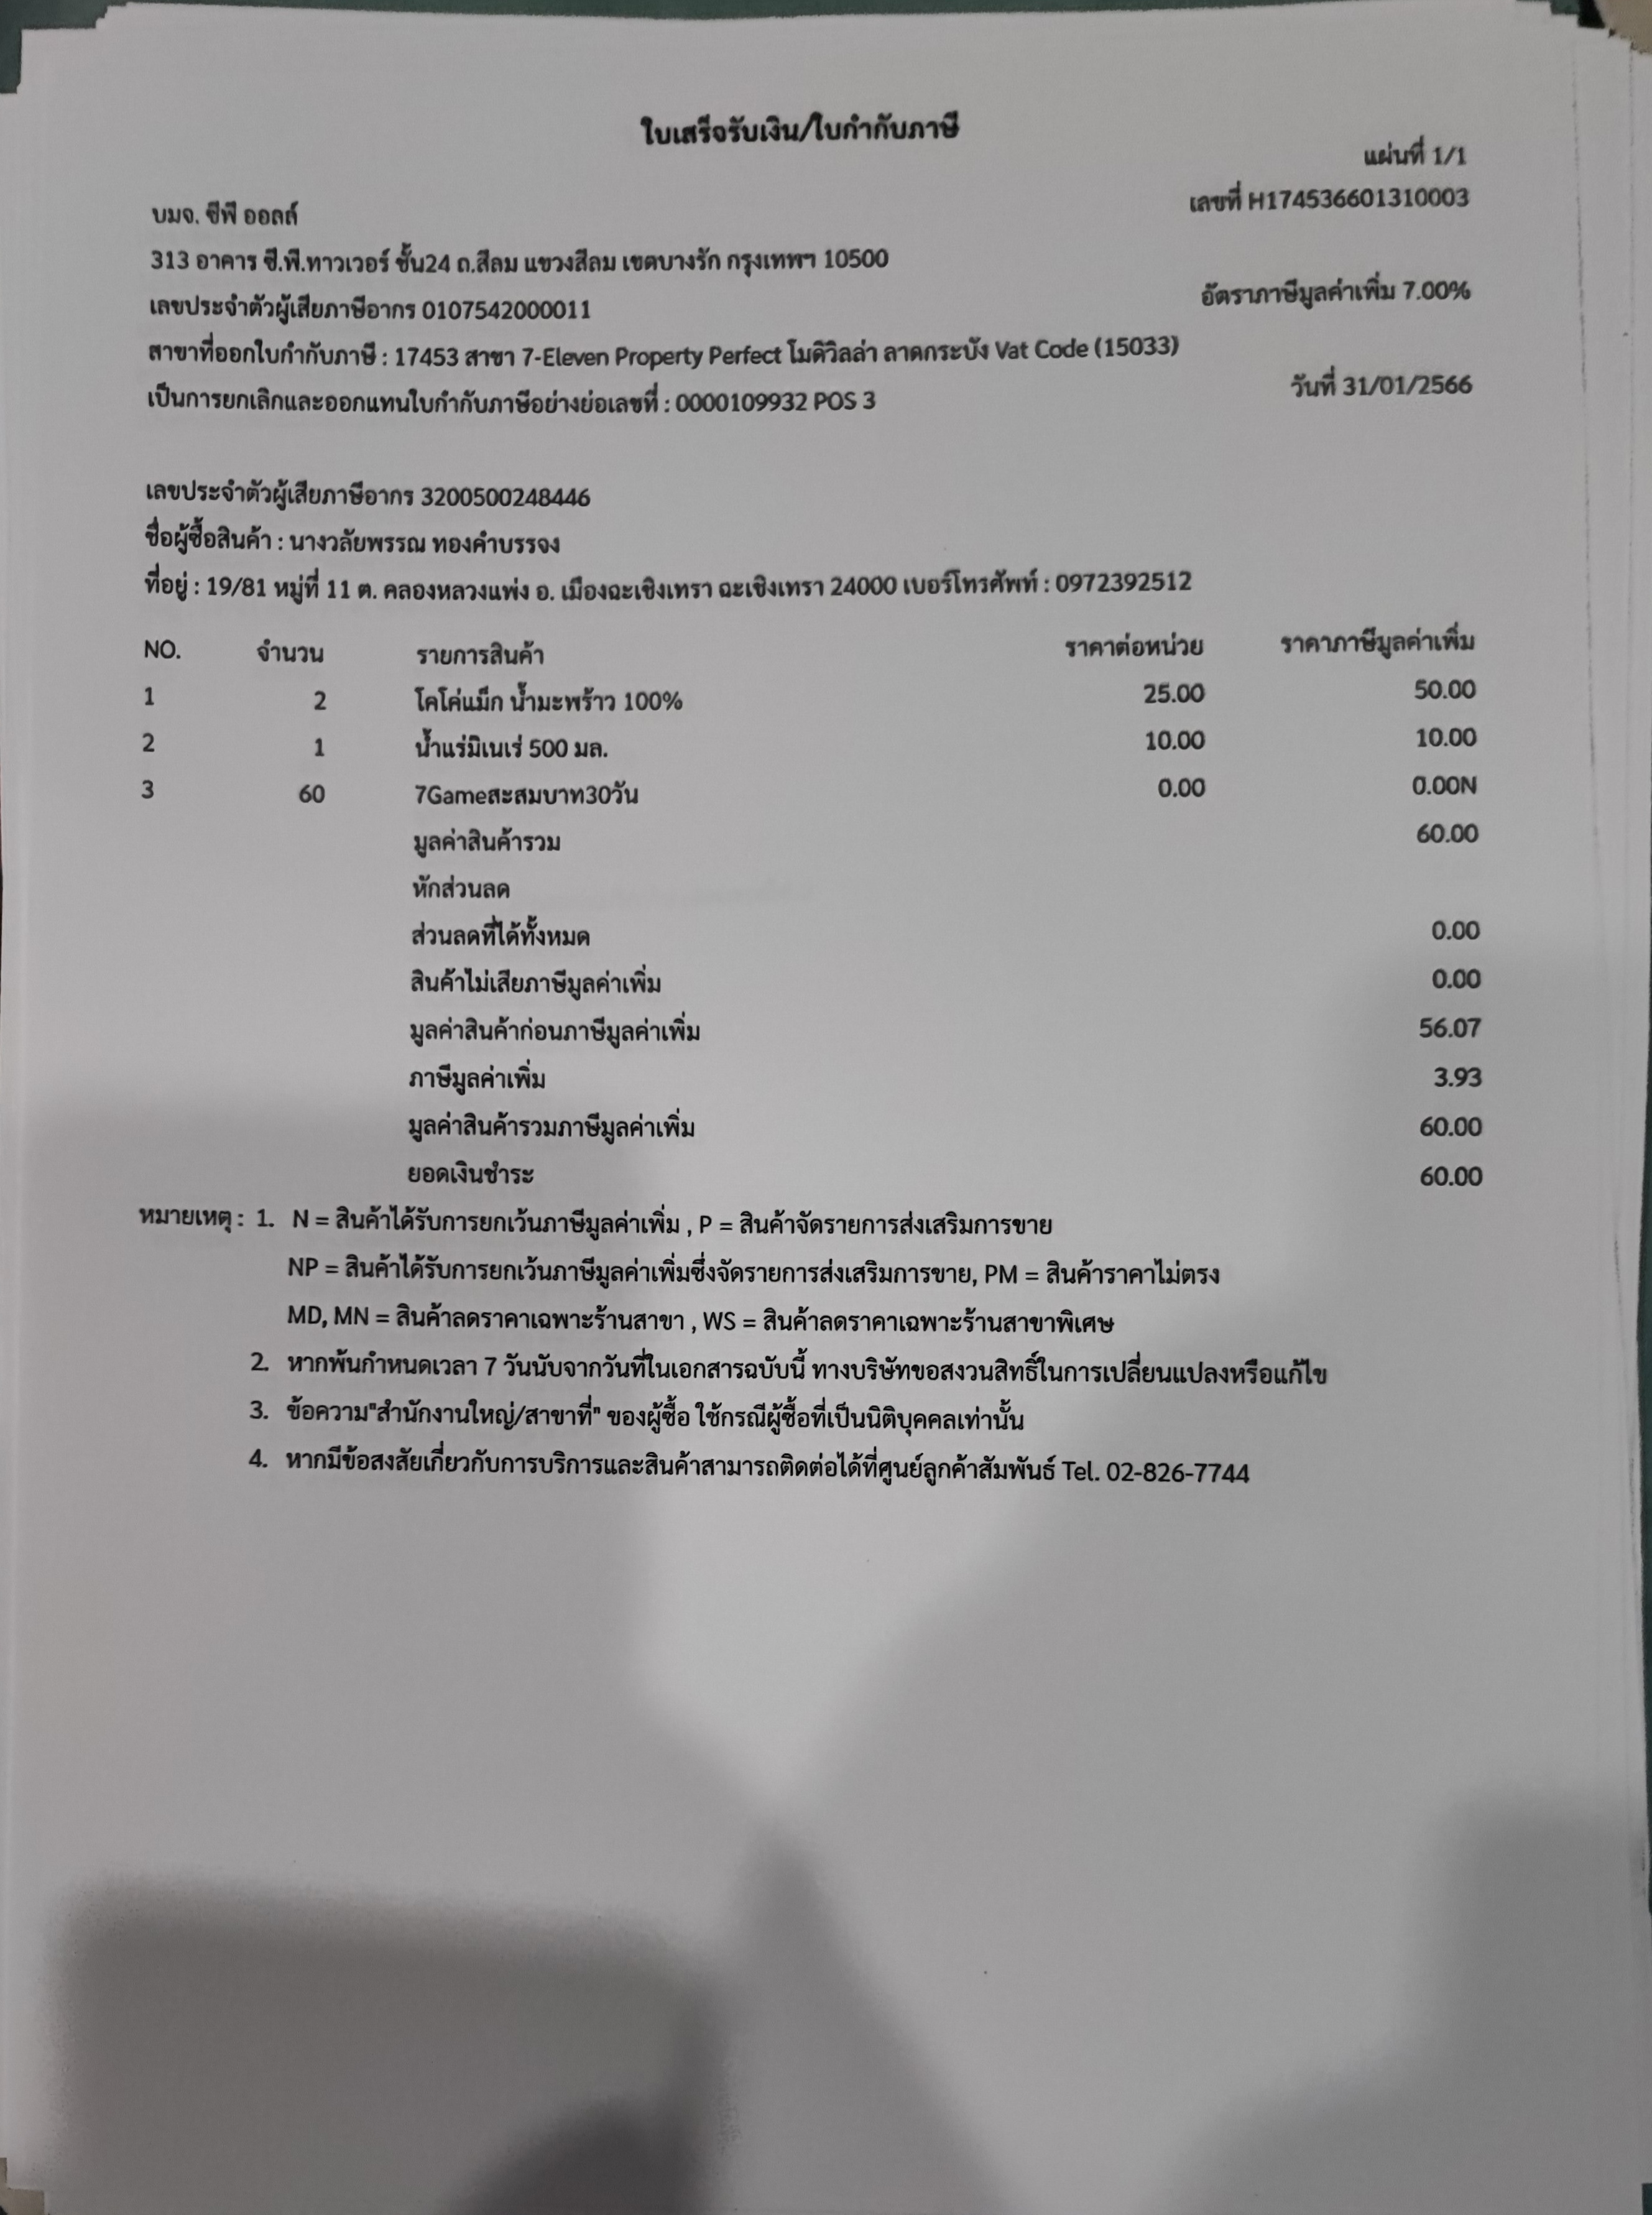 ใบเสร็จรับเงิน/ใบกำกับภาษี
แผ่นที่ 1/1
บมจ. ซีพี ออลล์
เลขที่ H174536601310003
313 อาคาร ซี.พี.ทาวเวอร์ ชั้น24 ถ.สีลม แขวงสีลม เขตบางรัก กรุงเทพฯ 10500
เลขประจำตัวผู้เสียภาษีอากร 0107542000011
อัตราภาษีมูลค่าเพิ่ม 7.00%
สาขาที่ออกใบกำกับภาษี : 17453 สาขา 7-Eleven Property Perfect โมดิวิลล่า ลาดกระบัง Vat Code (15033)
เป็นการยกเลิกและออกแทนใบกำกับภาษีอย่างย่อเลขที่ : 0000109932 POS 3
วันที่ 31/01/2566
เลขประจำตัวผู้เสียภาษีอากร 3200500248446
ชื่อผู้ซื้อสินค้า : นางวลัยพรรณ ทองคำบรรจง
ที่อยู่ : 19/81 หมู่ที่ 11 ต. คลองหลวงแพ่ง อ. เมืองฉะเชิงเทรา ฉะเชิงเทรา 24000 เบอร์โทรศัพท์ : 0972392512
NO. จำนวน รายการสินค้า ราคาต่อหน่วย ราคาภาษีมูลค่าเพิ่ม
1 2 โคโค่แม็ก น้ำมะพร้าว 100% 25.00 50.00
2 1 น้ำแร่มิเนเร่ 500 มล. 10.00 10.00
3 60 7Gameสะสมบาท30วัน 0.00 0.00N
มูลค่าสินค้ารวม 60.00
หักส่วนลด
ส่วนลดที่ได้ทั้งหมด 0.00
สินค้าไม่เสียภาษีมูลค่าเพิ่ม 0.00
มูลค่าสินค้าก่อนภาษีมูลค่าเพิ่ม 56.07
ภาษีมูลค่าเพิ่ม 3.93
มูลค่าสินค้ารวมภาษีมูลค่าเพิ่ม 60.00
ยอดเงินชำระ 60.00
หมายเหตุ : 1. N = สินค้าได้รับการยกเว้นภาษีมูลค่าเพิ่ม , P = สินค้าจัดรายการส่งเสริมการขาย
NP = สินค้าได้รับการยกเว้นภาษีมูลค่าเพิ่มซึ่งจัดรายการส่งเสริมการขาย, PM = สินค้าราคาไม่ตรง
MD, MN = สินค้าลดราคาเฉพาะร้านสาขา , WS = สินค้าลดราคาเฉพาะร้านสาขาพิเศษ
2. หากพ้นกำหนดเวลา 7 วันนับจากวันที่ในเอกสารฉบับนี้ ทางบริษัทขอสงวนสิทธิ์ในการเปลี่ยนแปลงหรือแก้ไข
3. ข้อความ"สำนักงานใหญ่/สาขาที่" ของผู้ซื้อ ใช้กรณีผู้ซื้อที่เป็นนิติบุคคลเท่านั้น
4. หากมีข้อสงสัยเกี่ยวกับการบริการและสินค้าสามารถติดต่อได้ที่ศูนย์ลูกค้าสัมพันธ์ Tel. 02-826-7744